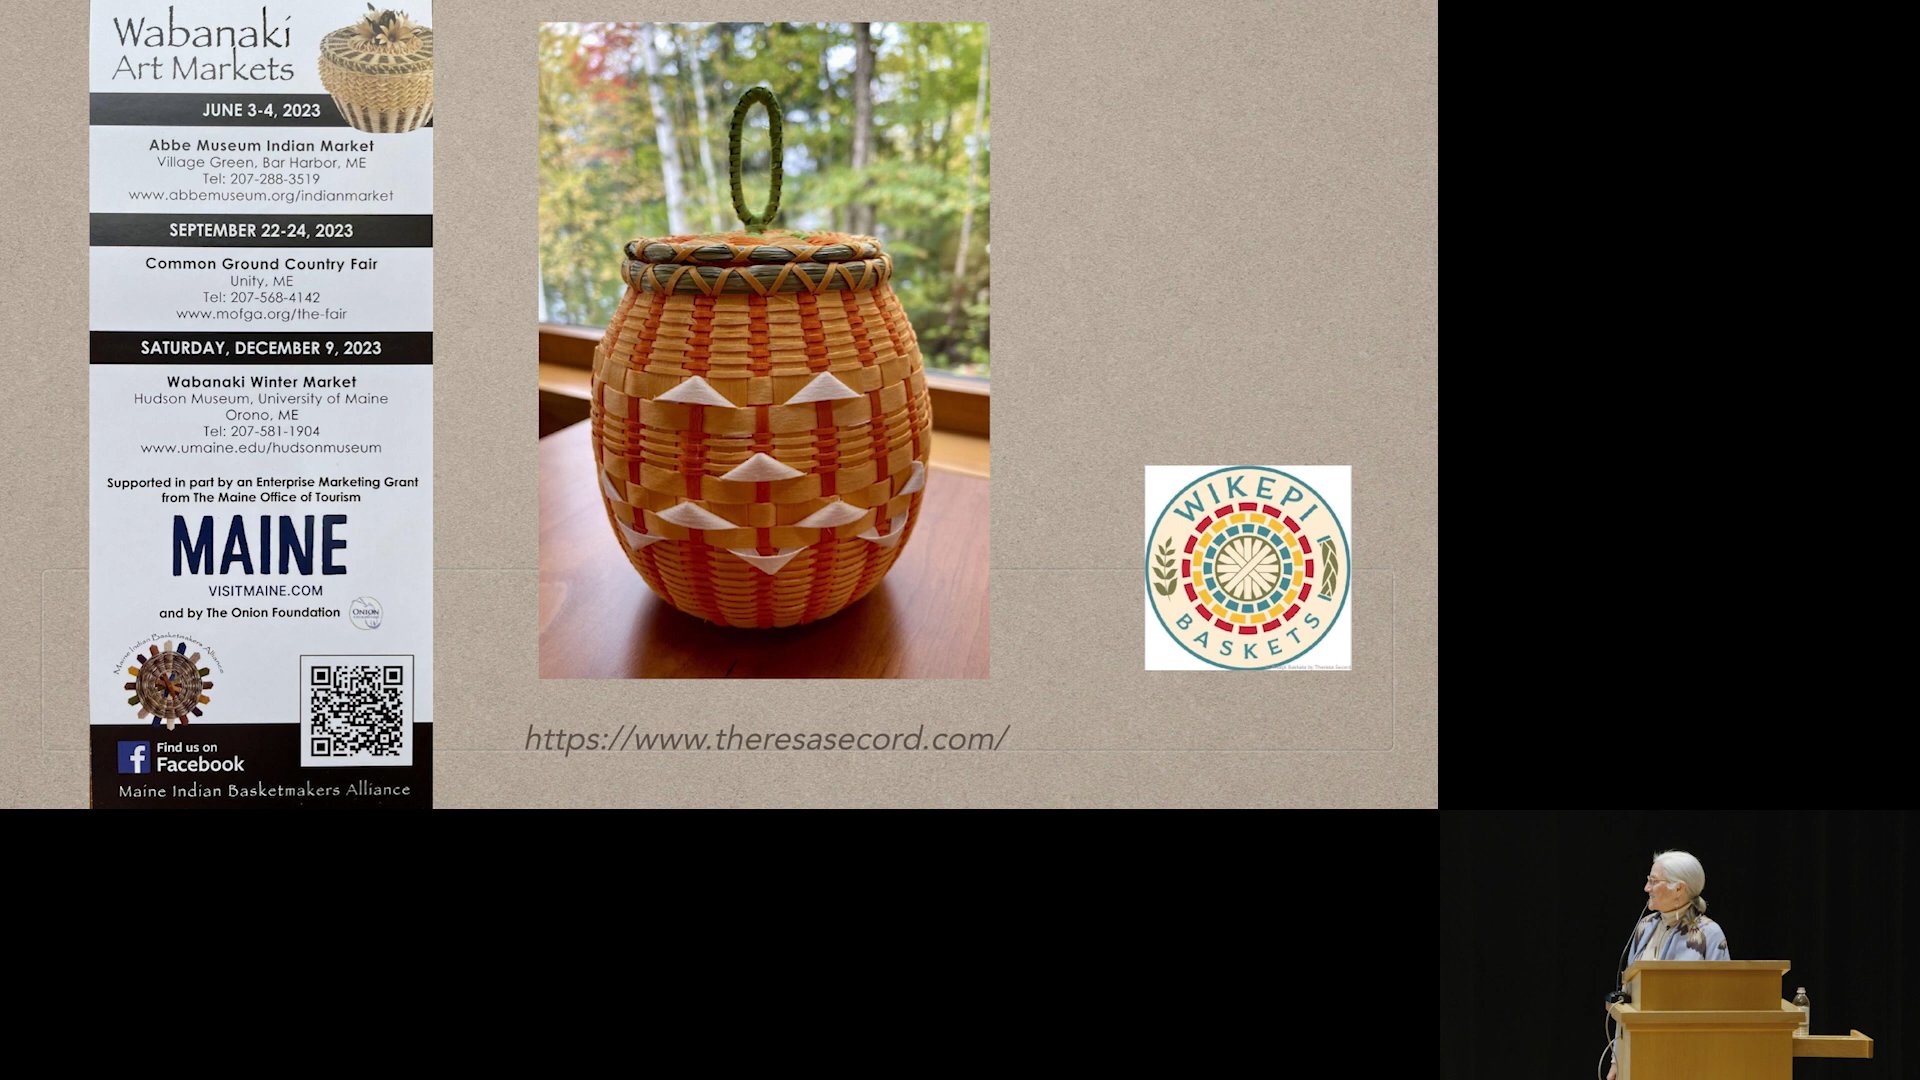 Wabanaki
Art Markets
JUNE 3-4, 2023
Abbe Museum Indian Market
Village Green, Bar Harbor, ME
Tel: 207-288-3519
www.abbemuseum.org/indianmarket
SEPTEMBER 22-24, 2023
Common Ground Country Fair
Unity, ME
Tel: 207-568-4142
www.mofga.org/the-fair
SATURDAY, DECEMBER 9, 2023
Wabanaki Winter Market
Hudson Museum, University of Maine
Orono, ME
Tel: 207-581-1904
www.umaine.edu/hudsonmuseum
Supported in part by an Enterprise Marketing Grant
from The Maine Office of Tourism
MAINE
VISITMAINE.COM
and by The Onion Foundation
ONION
Maine Indian Basketmakers Alliance
f Find us on
Facebook
Maine Indian Basketmakers Alliance
https://www.theresasecord.com/
WIKEPI
BASKETS